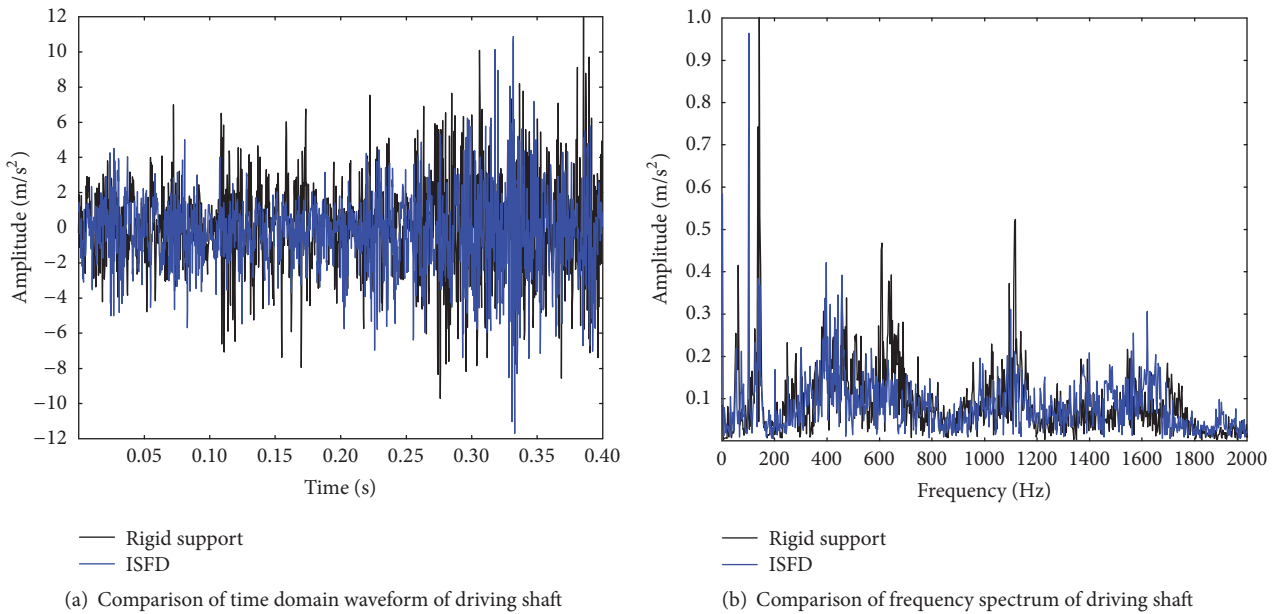 12
10
8
6
4
2
0
−2
−4
−6
−8
−10
−12
Amplitude (m/s²)
0.05 0.10 0.15 0.20 0.25 0.30 0.35 0.40
Time (s)
Rigid support
ISFD
(a) Comparison of time domain waveform of driving shaft
1.0
0.9
0.8
0.7
0.6
0.5
0.4
0.3
0.2
0.1
Amplitude (m/s²)
0 200 400 600 800 1000 1200 1400 1600 1800 2000
Frequency (Hz)
Rigid support
ISFD
(b) Comparison of frequency spectrum of driving shaft